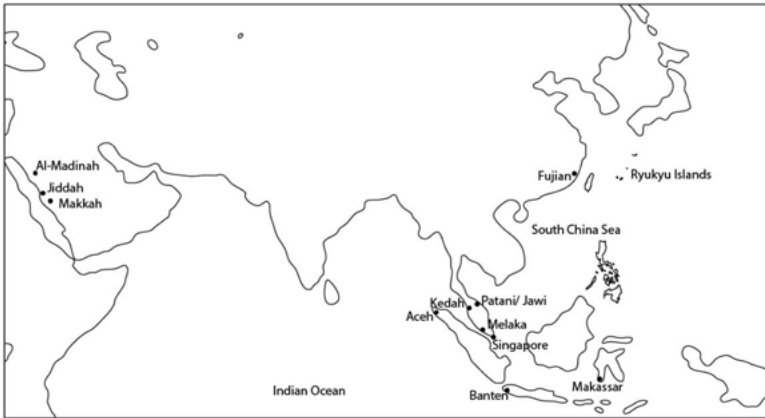 Al-Madinah
Jiddah
Makkah
Fujian
Ryukyu Islands
South China Sea
Kedah
Patani/ Jawi
Aceh
Melaka
Singapore
Indian Ocean
Banten
Makassar